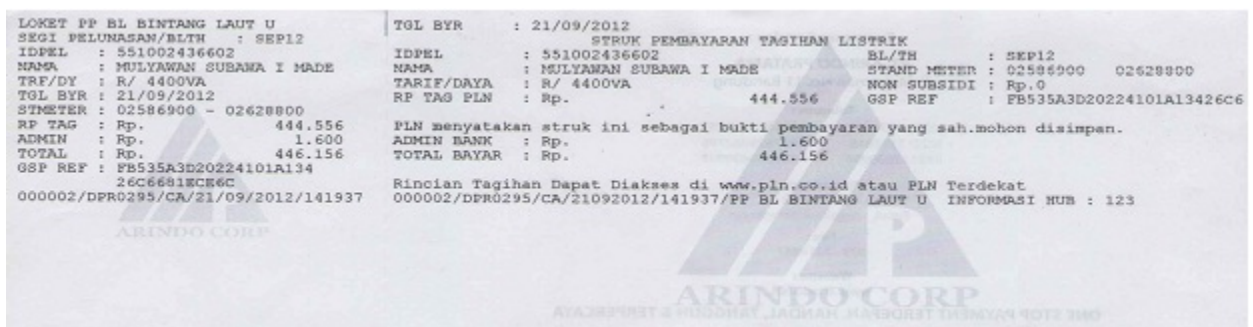 LOKET PP BL BINTANG LAUT U
SEGI PELUNASAN/BLTH : SEP12
IDPEL : 551002436602
NAMA : MULYAWAN SUBAWA I MADE
TRF/DY : R/ 4400VA
TGL BYR : 21/09/2012
STMETER : 02586900 - 02628800
RP TAG : Rp. 444.556
ADMIN : Rp. 1.600
TOTAL : Rp. 446.156
GSP REF : FB535A3D20224101A134
26C6681ECE6C
000002/DPR0295/CA/21/09/2012/141937
ARINDO CORP
TGL BYR : 21/09/2012
STRUK PEMBAYARAN TAGIHAN LISTRIK
IDPEL : 551002436602 BL/TH : SEP12
NAMA : MULYAWAN SUBAWA I MADE STAND METER : 02586900 02628800
TARIF/DAYA : R/ 4400VA NON SUBSIDI : Rp.0
RP TAG PLN : Rp. 444.556 GSP REF : FB535A3D20224101A13426C6
PLN menyatakan struk ini sebagai bukti pembayaran yang sah.mohon disimpan.
ADMIN BANK : Rp. 1.600
TOTAL BAYAR : Rp. 446.156
Rincian Tagihan Dapat Diakses di www.pln.co.id atau PLN Terdekat
000002/DPR0295/CA/21092012/141937/PP BL BINTANG LAUT U INFORMASI HUB : 123
P
ARINDO CORP
ONE STOP PAYMENT TERDEPAN, HANDAL, TANGGUH & TERPERCAYA